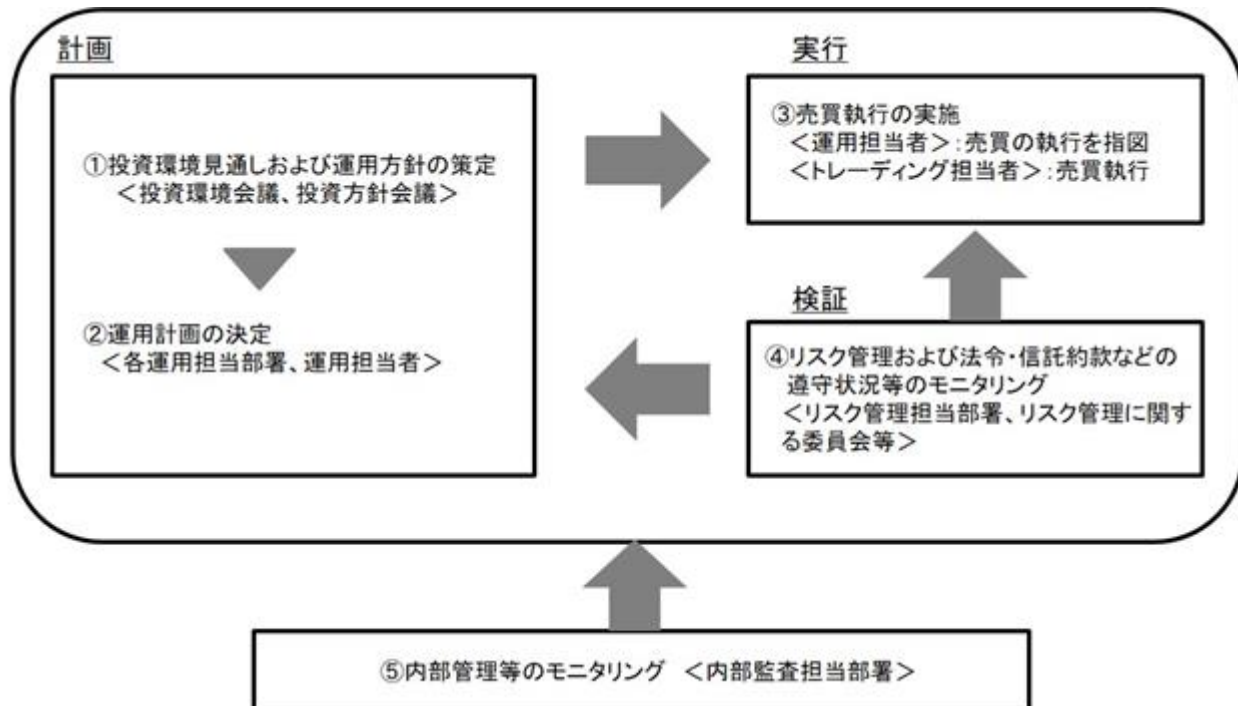 計画
①投資環境見通しおよび運用方針の策定
<投資環境会議、投資方針会議>
②運用計画の決定
<各運用担当部署、運用担当者>
実行
③売買執行の実施
<運用担当者>:売買の執行を指図
<トレーディング担当者>:売買執行
検証
④リスク管理および法令・信託約款などの
遵守状況等のモニタリング
<リスク管理担当部署、リスク管理に関す
る委員会等>
⑤内部管理等のモニタリング <内部監査担当部署>